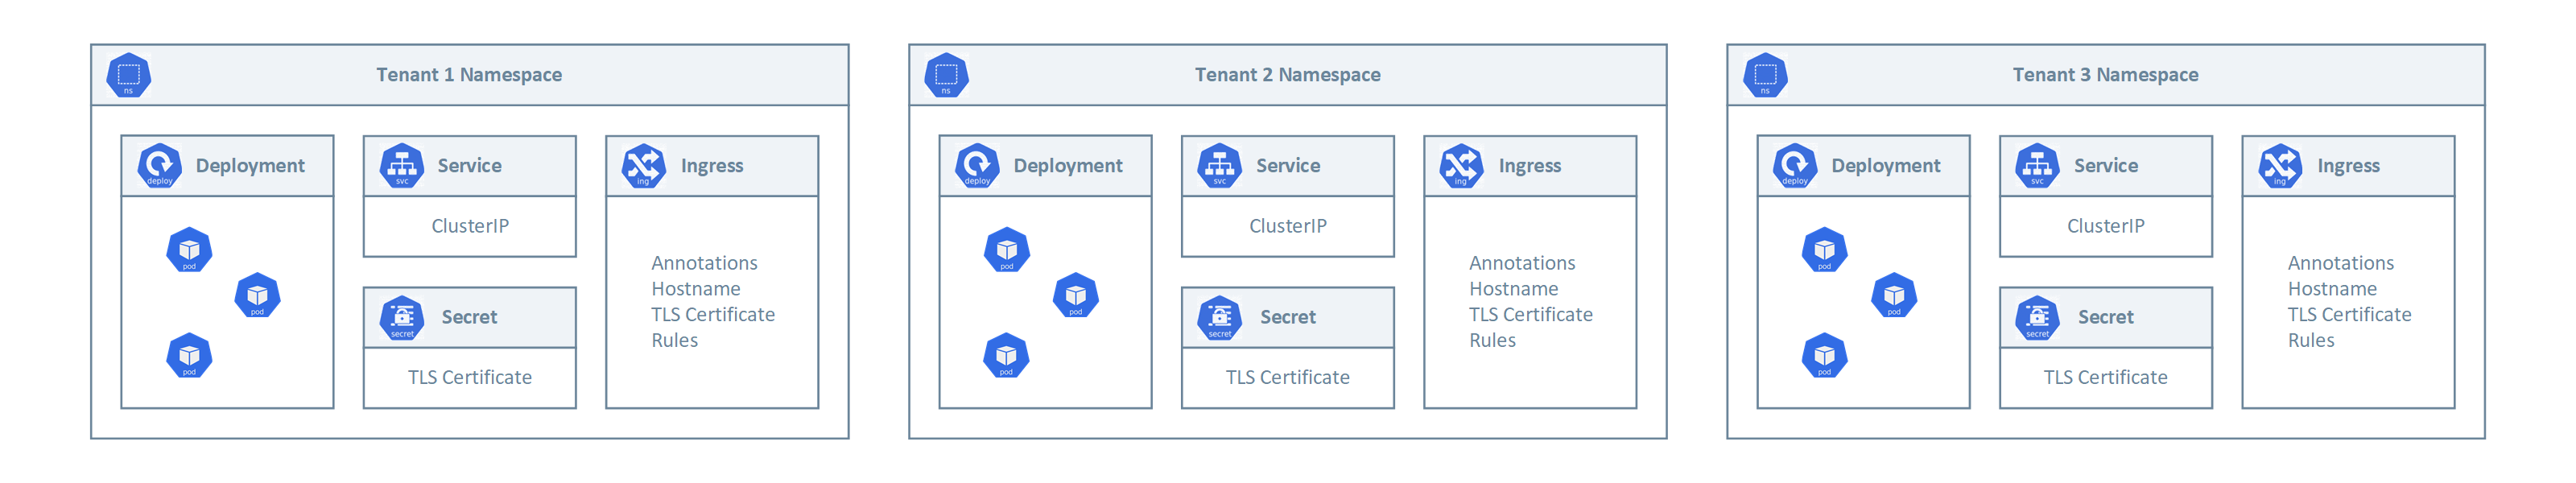 ns
Tenant 1 Namespace
deploy
Deployment
pod
pod
pod
svc
Service
ClusterIP
secret
Secret
TLS Certificate
ing
Ingress
Annotations
Hostname
TLS Certificate
Rules
ns
Tenant 2 Namespace
deploy
Deployment
pod
pod
pod
svc
Service
ClusterIP
secret
Secret
TLS Certificate
ing
Ingress
Annotations
Hostname
TLS Certificate
Rules
ns
Tenant 3 Namespace
deploy
Deployment
pod
pod
pod
svc
Service
ClusterIP
secret
Secret
TLS Certificate
ing
Ingress
Annotations
Hostname
TLS Certificate
Rules